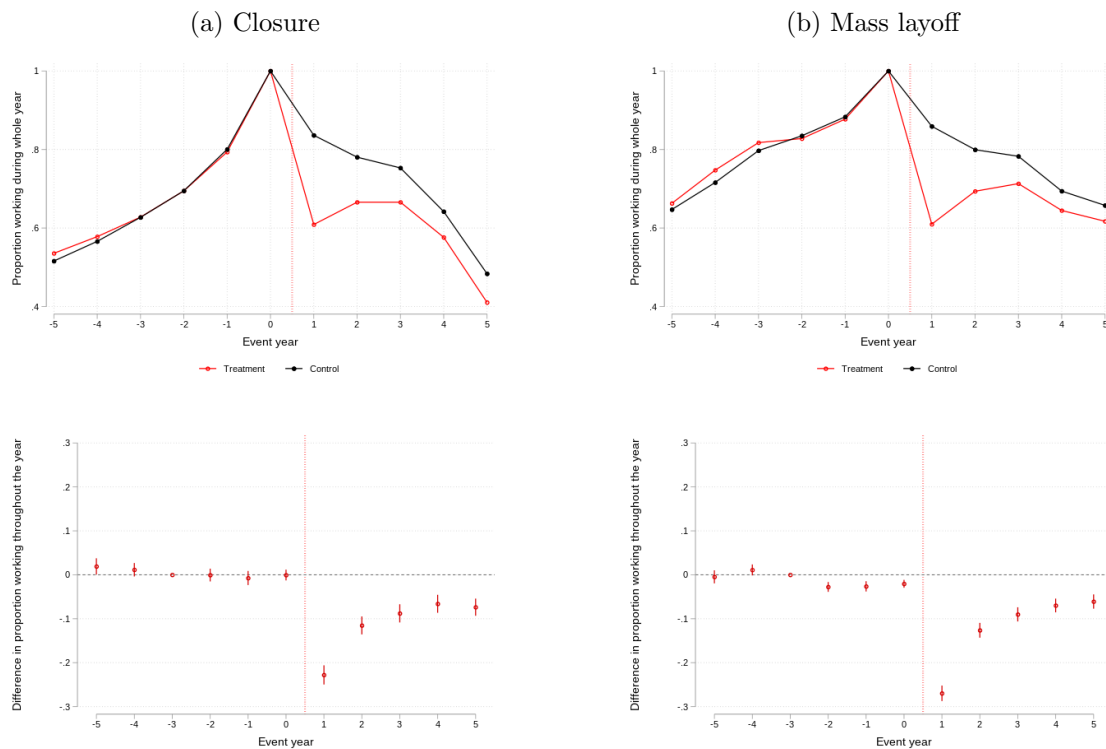 (a) Closure
(b) Mass layoff
Proportion working during whole year
1
.8
.6
.4
-5 -4 -3 -2 -1 0 1 2 3 4 5
Event year
Treatment Control
Proportion working during whole year
1
.8
.6
.4
-5 -4 -3 -2 -1 0 1 2 3 4 5
Event year
Treatment Control
Difference in proportion working throughout the year
.3
.2
.1
0
-.1
-.2
-.3
-5 -4 -3 -2 -1 0 1 2 3 4 5
Event year
Difference in proportion working throughout the year
.3
.2
.1
0
-.1
-.2
-.3
-5 -4 -3 -2 -1 0 1 2 3 4 5
Event year